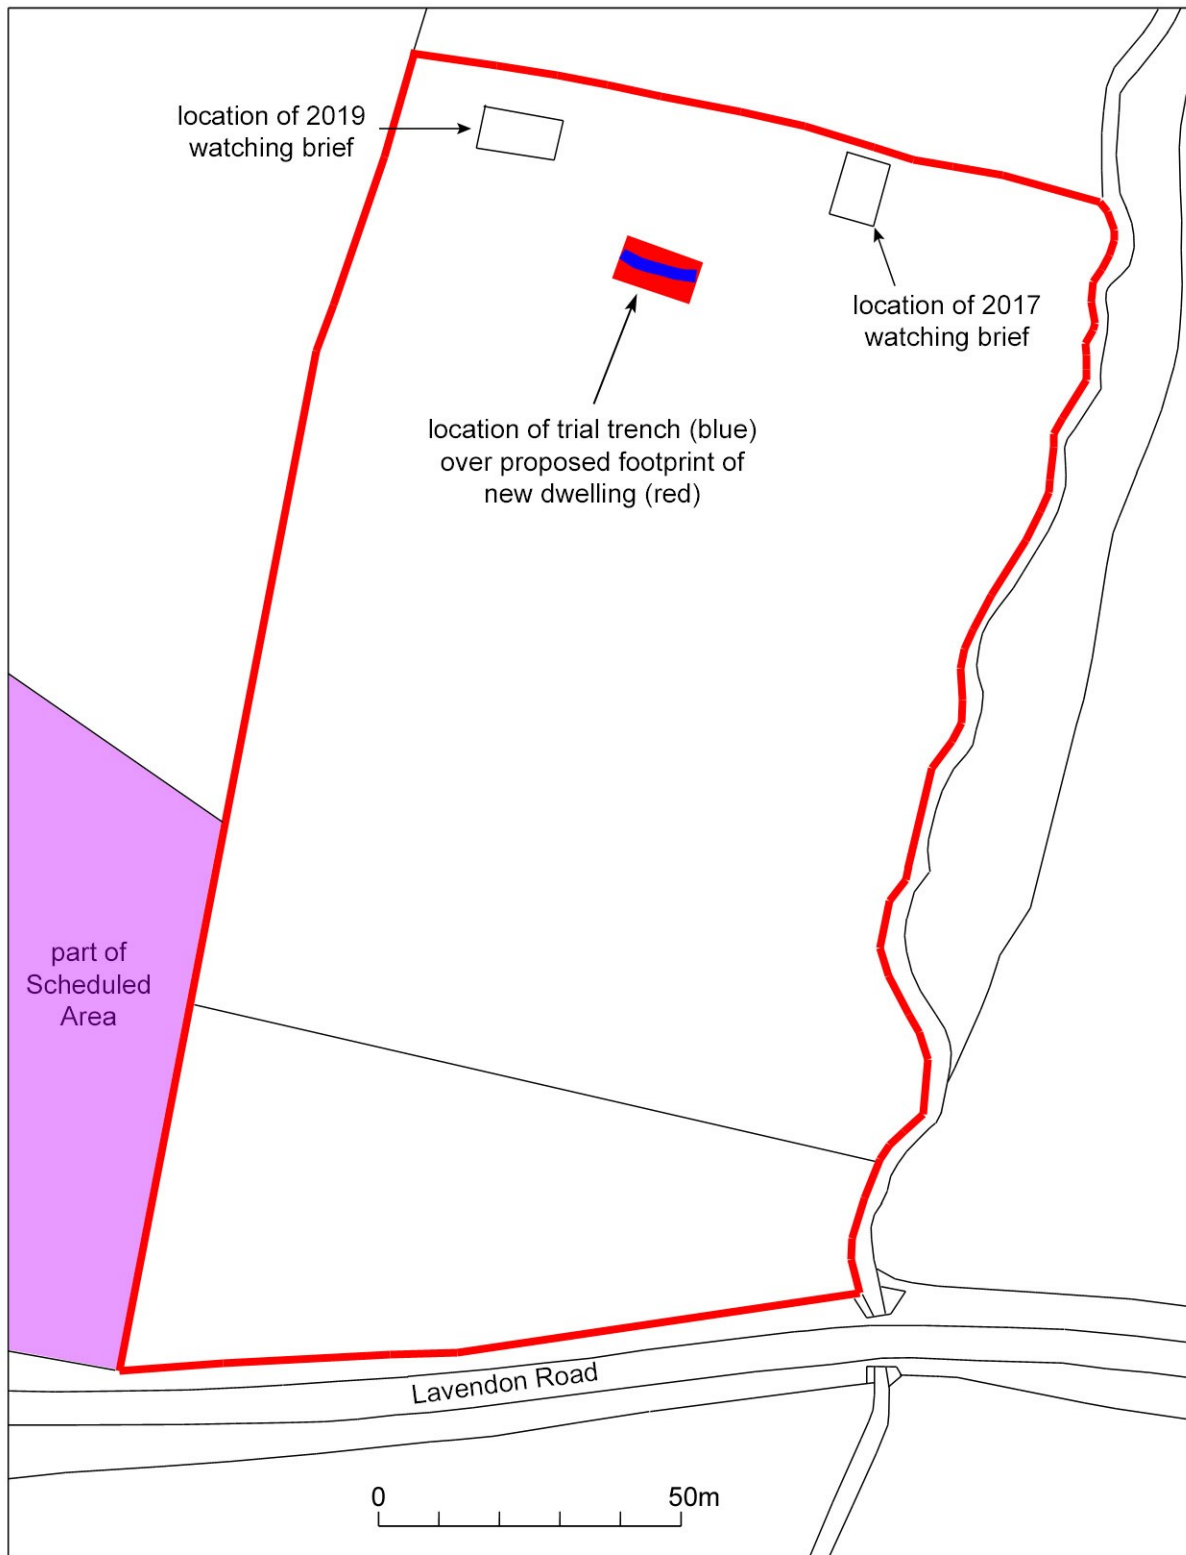 location of 2019
watching brief
location of 2017
watching brief
location of trial trench (blue)
over proposed footprint of
new dwelling (red)
part of
Scheduled
Area
Lavendon Road
0 50m